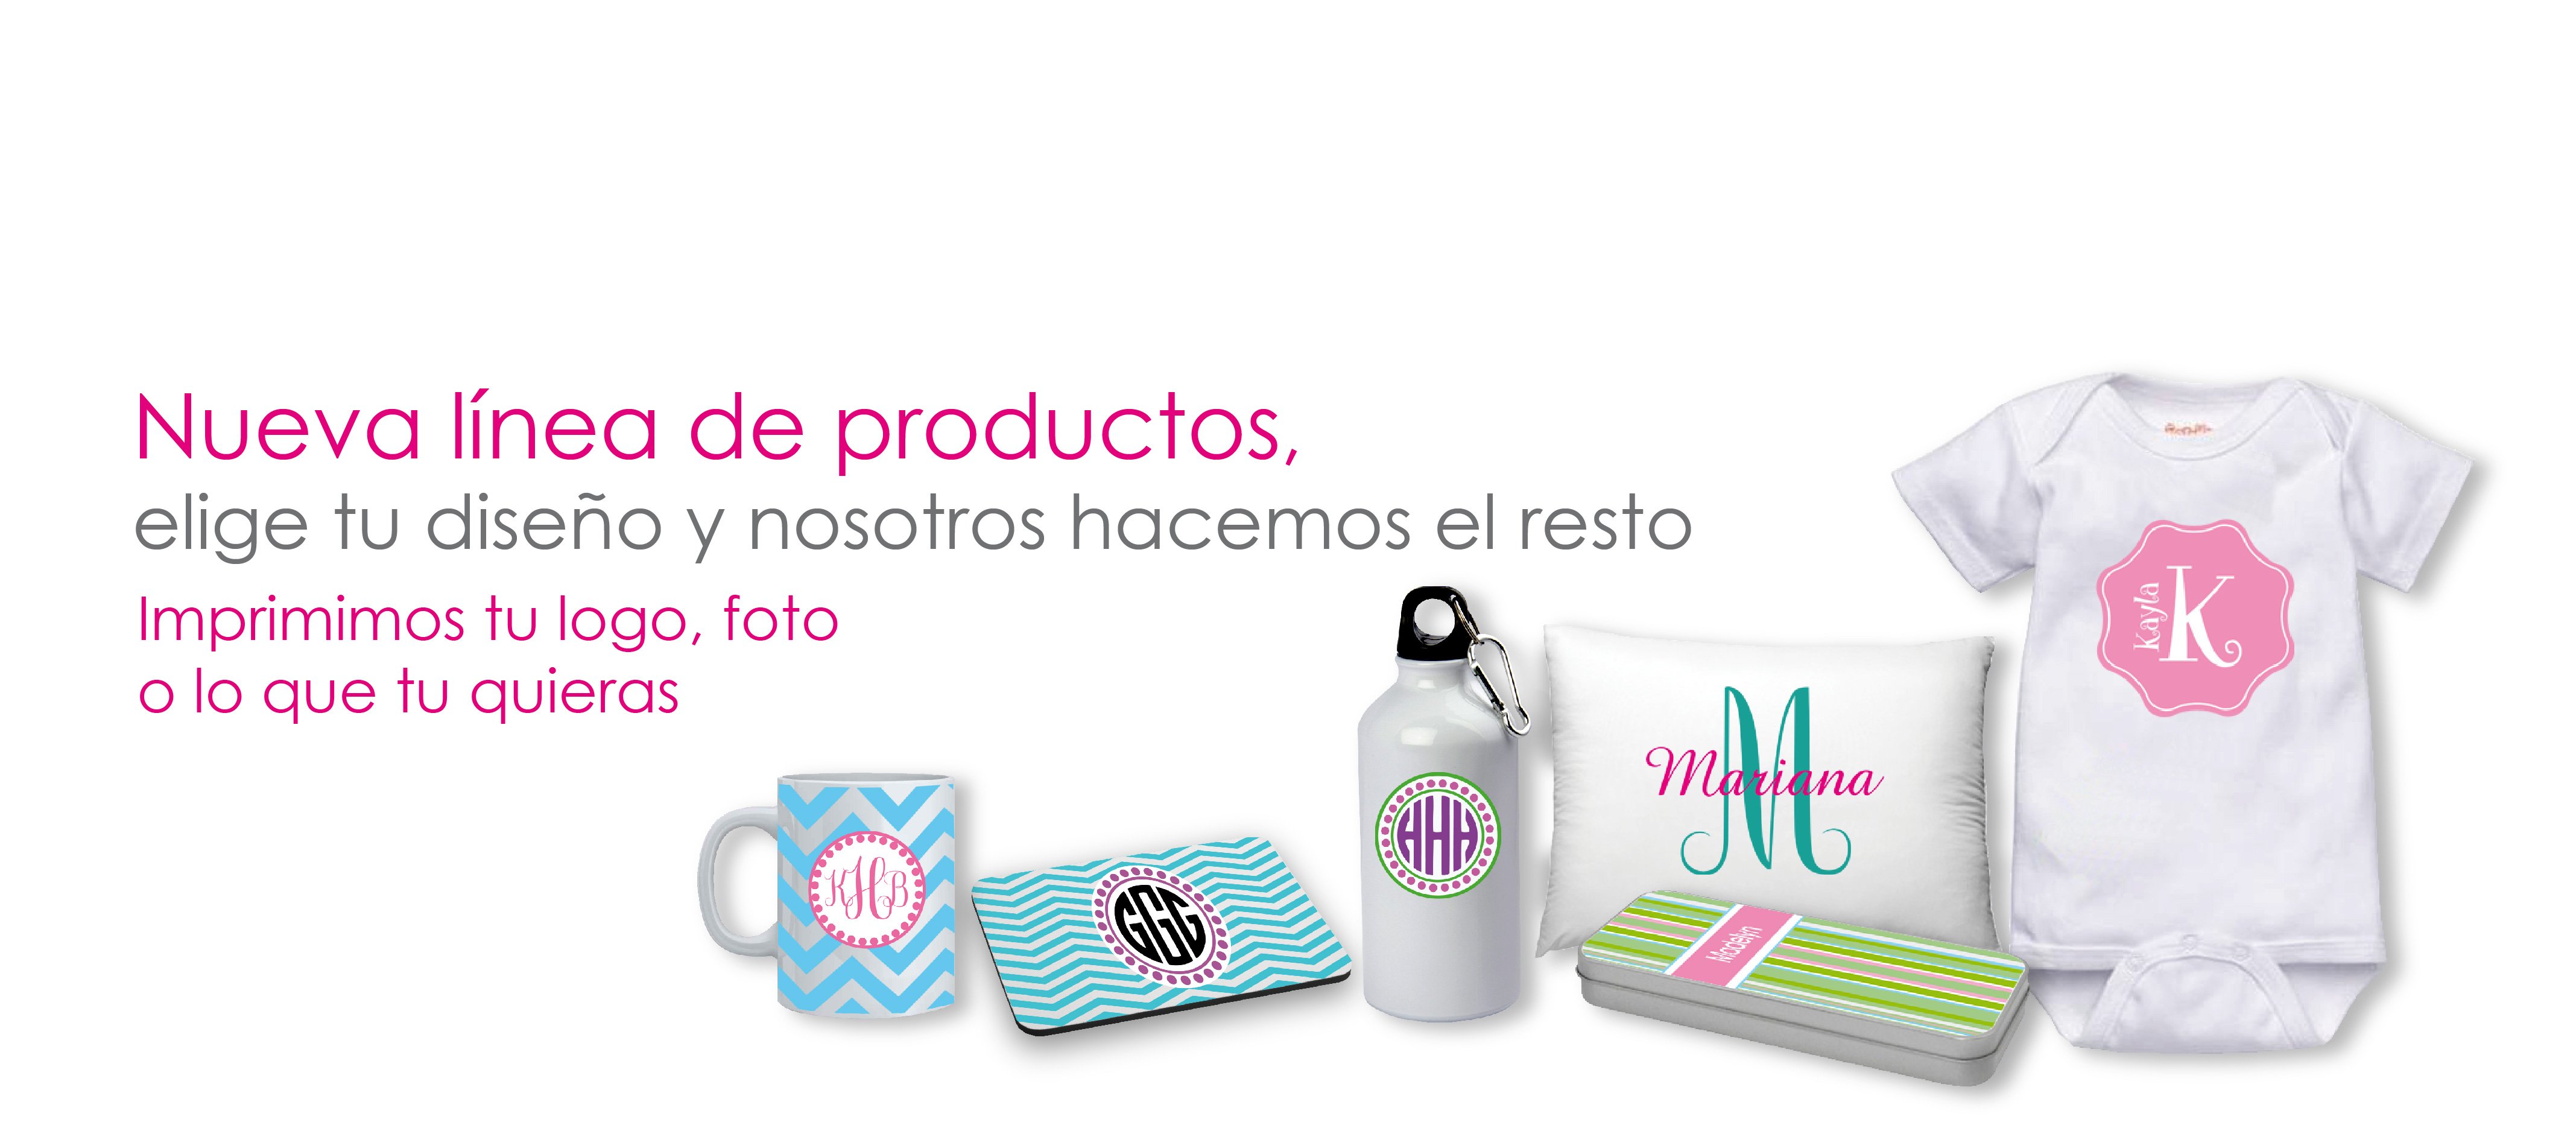 Nueva línea de productos,
elige tu diseño y nosotros hacemos el resto
Imprimimos tu logo, foto
o lo que tu quieras
Kayla
K
M
Mariana
HHH
KHB
GGG
Madelyn